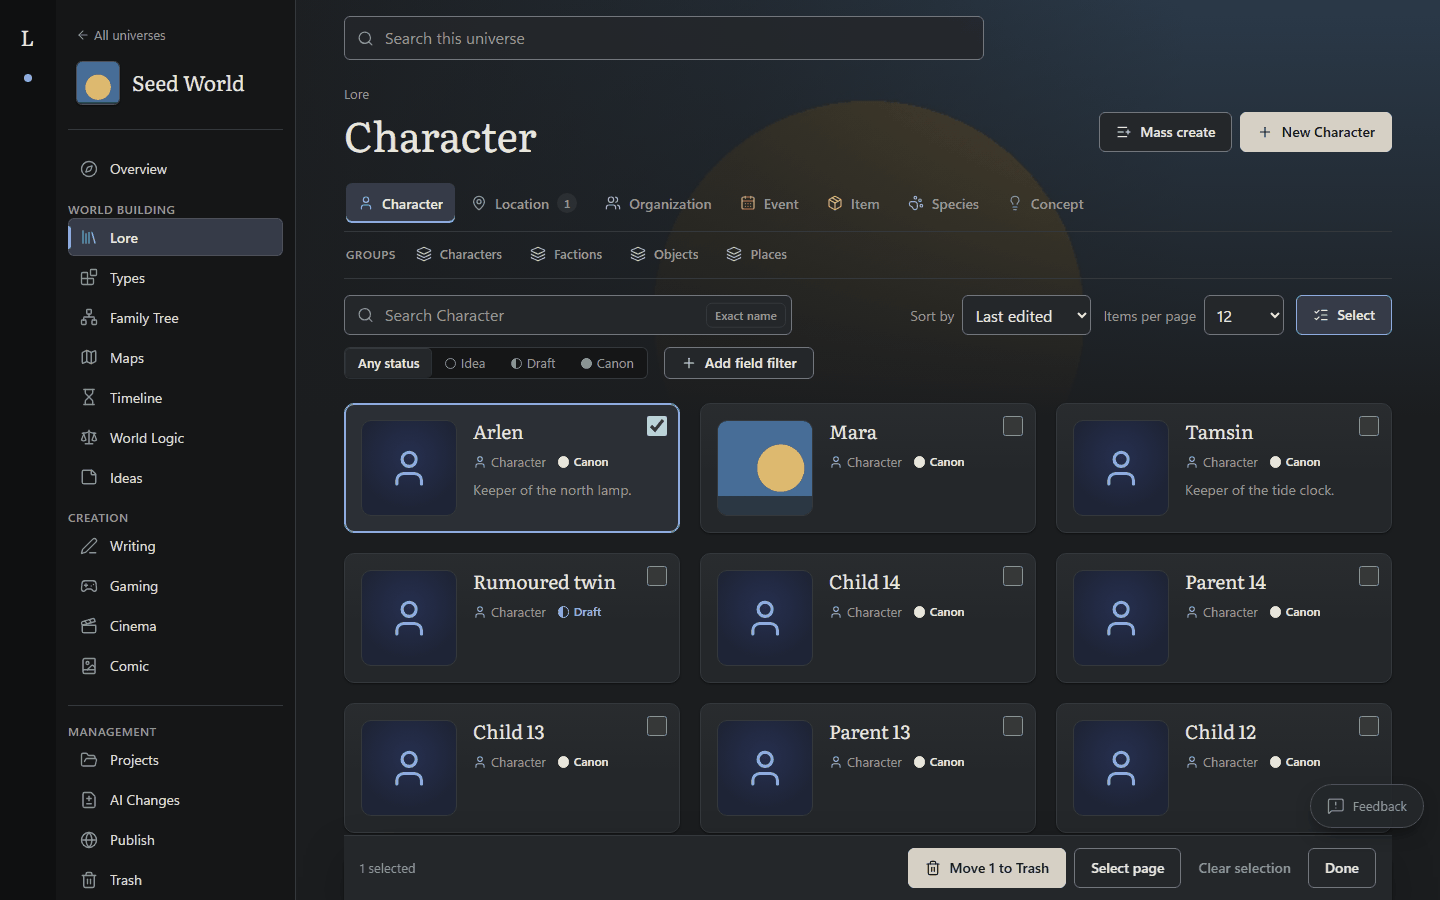 L
All universes
Seed World
Overview
WORLD BUILDING
Lore
Types
Family Tree
Maps
Timeline
World Logic
Ideas
CREATION
Writing
Gaming
Cinema
Comic
MANAGEMENT
Projects
AI Changes
Publish
Trash
Search this universe
Lore
Character
Mass create
New Character
Character
Location 1
Organization
Event
Item
Species
Concept
GROUPS
Characters
Factions
Objects
Places
Search Character
Exact name
Sort by
Last edited
Items per page
12
Select
Any status
Idea
Draft
Canon
Add field filter
Arlen
Character
Canon
Keeper of the north lamp.
Mara
Character
Canon
Tamsin
Character
Canon
Keeper of the tide clock.
Rumoured twin
Character
Draft
Child 14
Character
Canon
Parent 14
Character
Canon
Child 13
Character
Canon
Parent 13
Character
Canon
Child 12
Character
Canon
Feedback
1 selected
Move 1 to Trash
Select page
Clear selection
Done